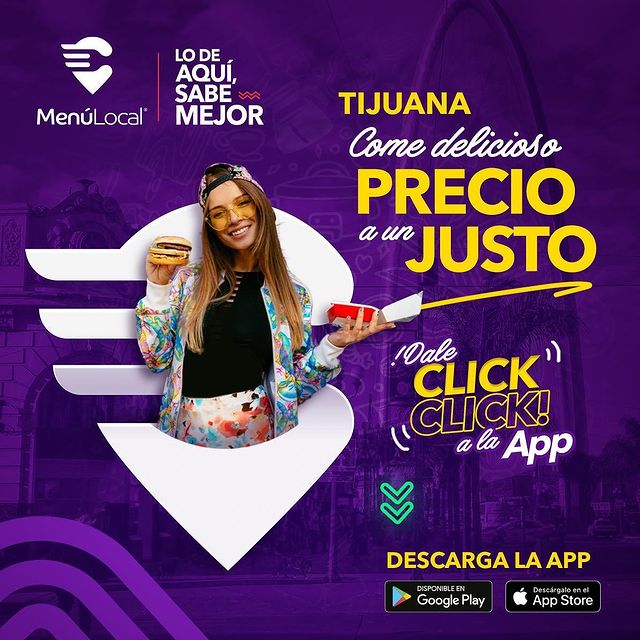 MenúLocal®
LO DE
AQUÍ,
SABE
MEJOR
TIJUANA
Come delicioso
PRECIO
a un JUSTO
!Dale
CLICK
CLICK!
a la App
DESCARGA LA APP
DISPONIBLE EN
Google Play
Descárgalo en el
App Store